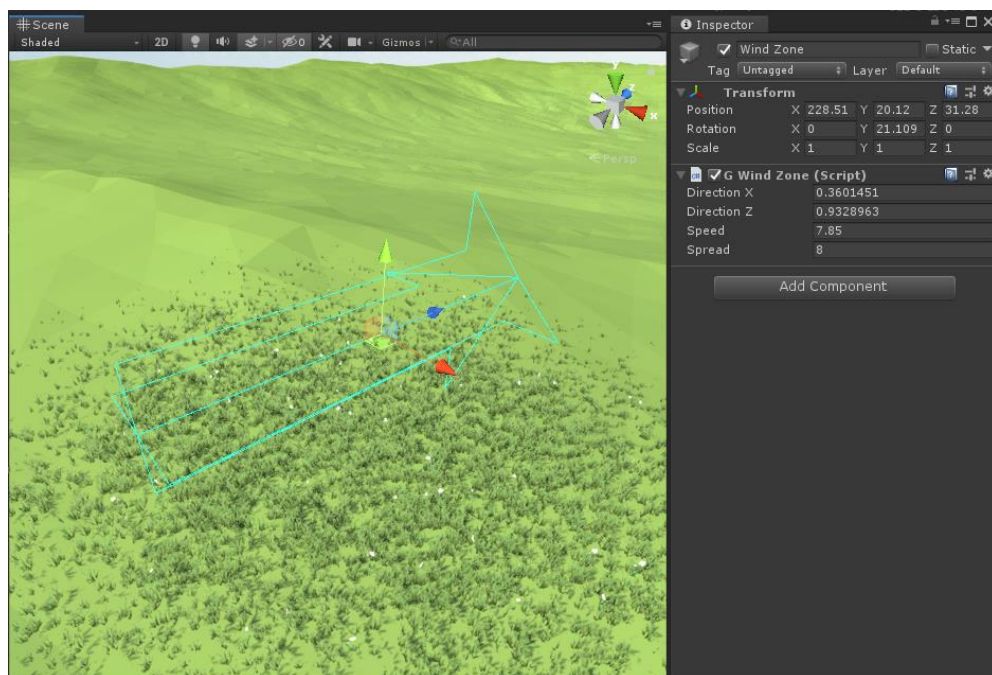 Scene
Shaded 2D 0 Gizmos All
y
x
Persp
Inspector
Wind Zone Static
Tag Untagged Layer Default
Transform
Position X 228.51 Y 20.12 Z 31.28
Rotation X 0 Y 21.109 Z 0
Scale X 1 Y 1 Z 1
G Wind Zone (Script)
Direction X 0.3601451
Direction Z 0.9328963
Speed 7.85
Spread 8
Add Component